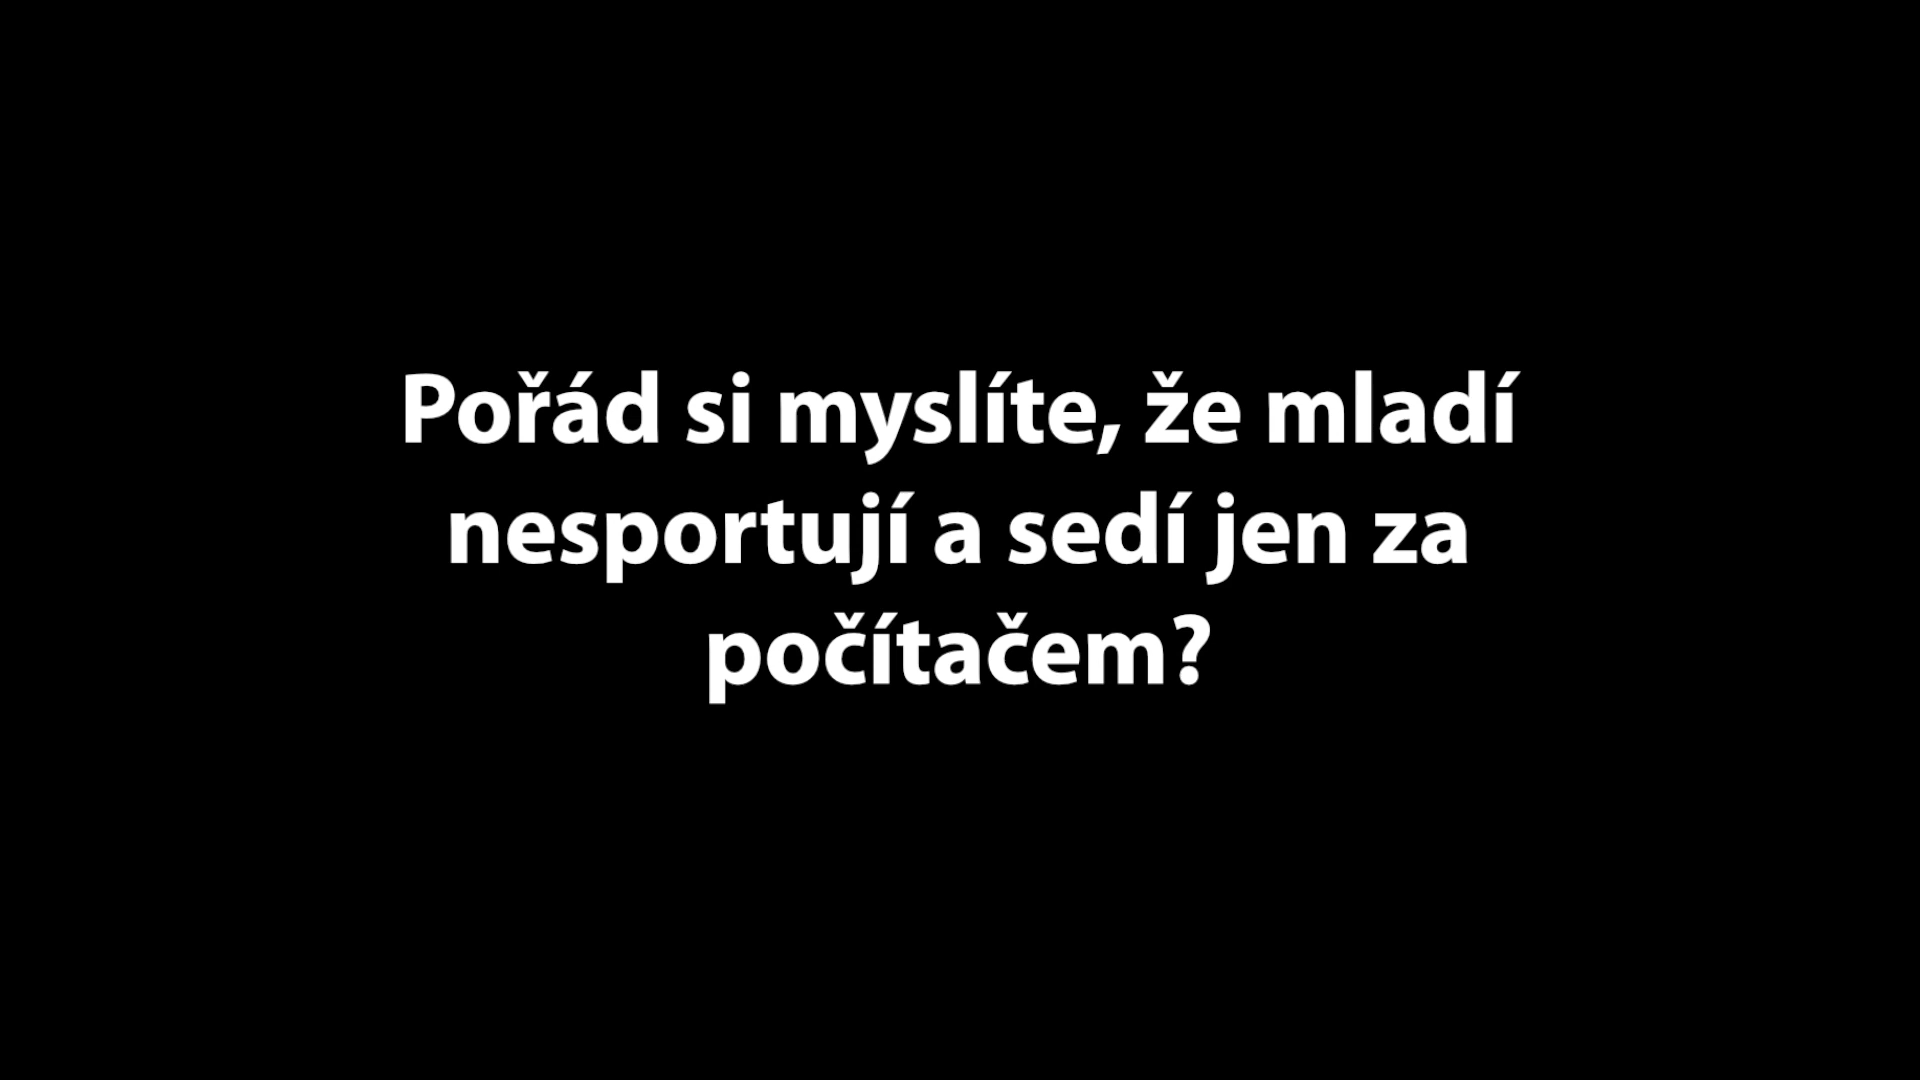 Pořád si myslíte, že mladí
nesportují a sedí jen za
počítačem?